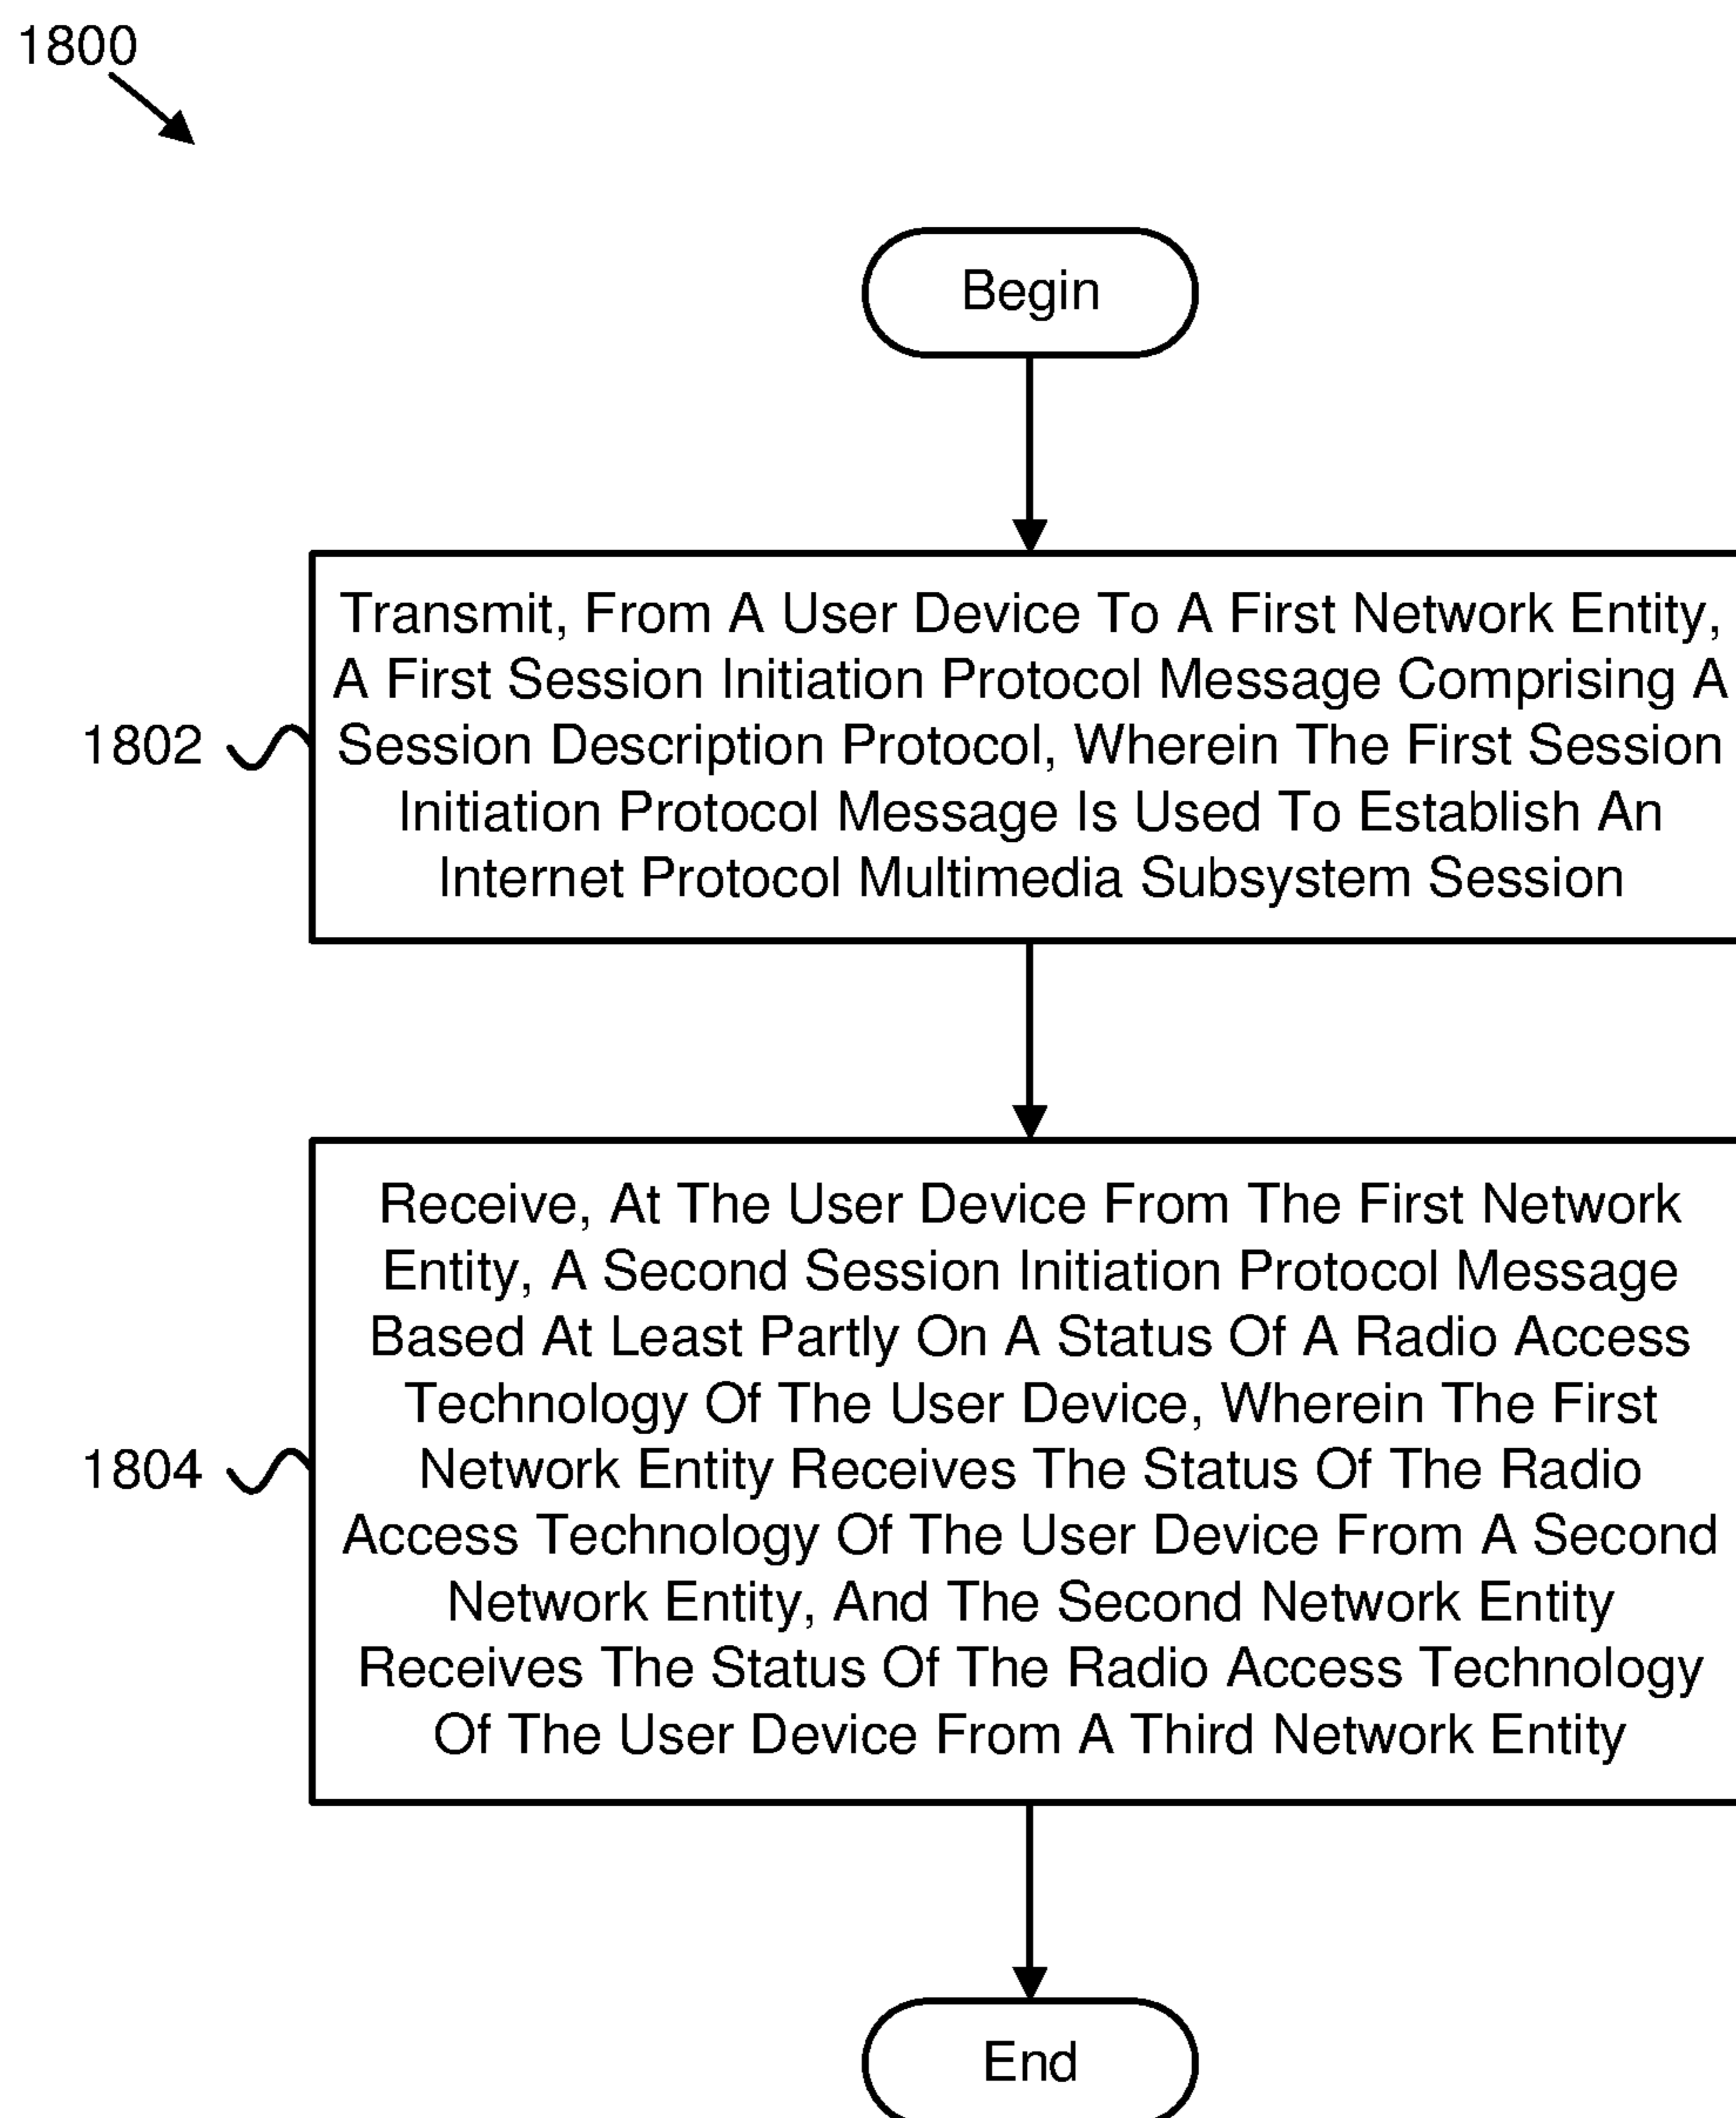 1800
Begin
Transmit, From A User Device To A First Network Entity,
A First Session Initiation Protocol Message Comprising A
1802
Session Description Protocol, Wherein The First Session
Initiation Protocol Message Is Used To Establish An
Internet Protocol Multimedia Subsystem Session
Receive, At The User Device From The First Network
Entity, A Second Session Initiation Protocol Message
Based At Least Partly On A Status Of A Radio Access
Technology Of The User Device, Wherein The First
1804
Network Entity Receives The Status Of The Radio
Access Technology Of The User Device From A Second
Network Entity, And The Second Network Entity
Receives The Status Of The Radio Access Technology
Of The User Device From A Third Network Entity
End